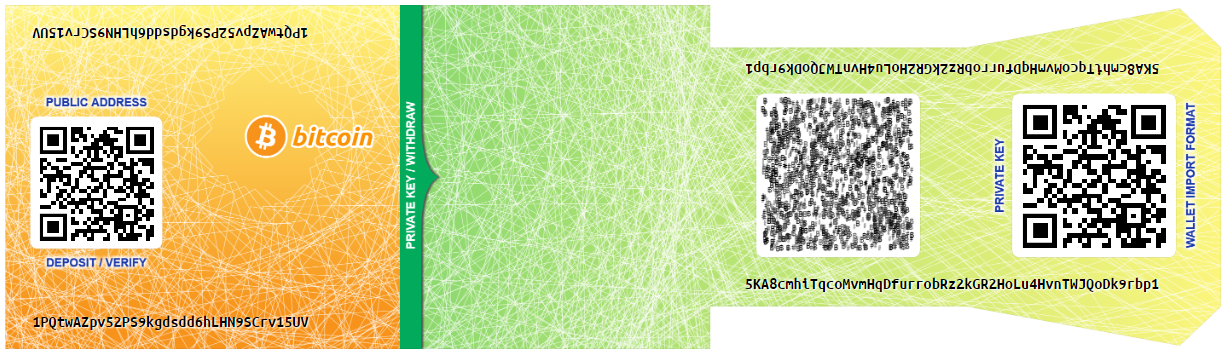 1PQtwAZpv52PS9kgdsdd6hLHN9SCrv15UV
PUBLIC ADDRESS
bitcoin
DEPOSIT / VERIFY
1PQtwAZpv52PS9kgdsdd6hLHN9SCrv15UV
PRIVATE KEY / WITHDRAW
5KA8cmhiTqcoMvmHqDfurrobRz2kGR2HoLu4HvnTWJQoDk9rbp1
PRIVATE KEY
WALLET IMPORT FORMAT
5KA8cmhiTqcoMvmHqDfurrobRz2kGR2HoLu4HvnTWJQoDk9rbp1